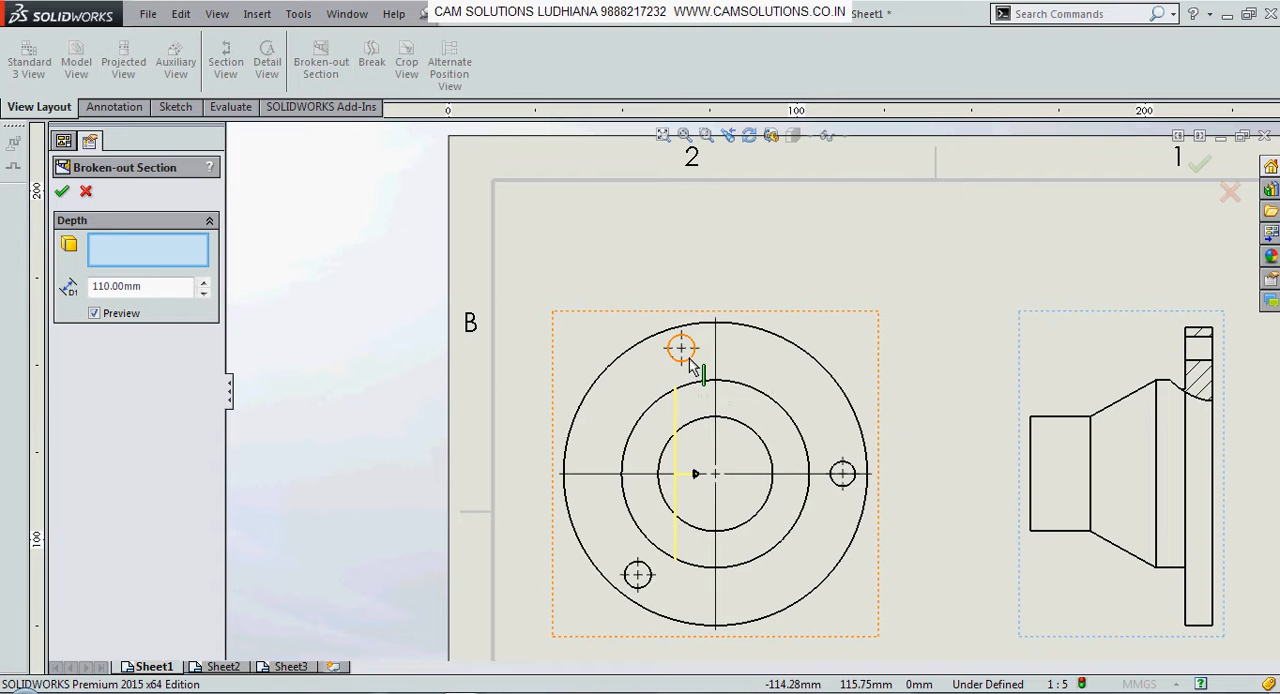 SOLIDWORKS File Edit View Insert Tools Window Help CAM SOLUTIONS LUDHIANA 9888217232 WWW.CAMSOLUTIONS.CO.IN Sheet1 * Search Commands ?
Standard 3 View
Model View
Projected View
Auxiliary View
Section View
Detail View
Broken-out Section
Break
Crop View
Alternate Position View
View Layout Annotation Sketch Evaluate SOLIDWORKS Add-Ins
0 100 200
2 1
Broken-out Section ?
200
Depth
D1 110.00mm
Preview
B
100
Sheet1 Sheet2 Sheet3
SOLIDWORKS Premium 2015 x64 Edition -114.28mm 115.75mm 0mm Under Defined 1 : 5 MMGS ?